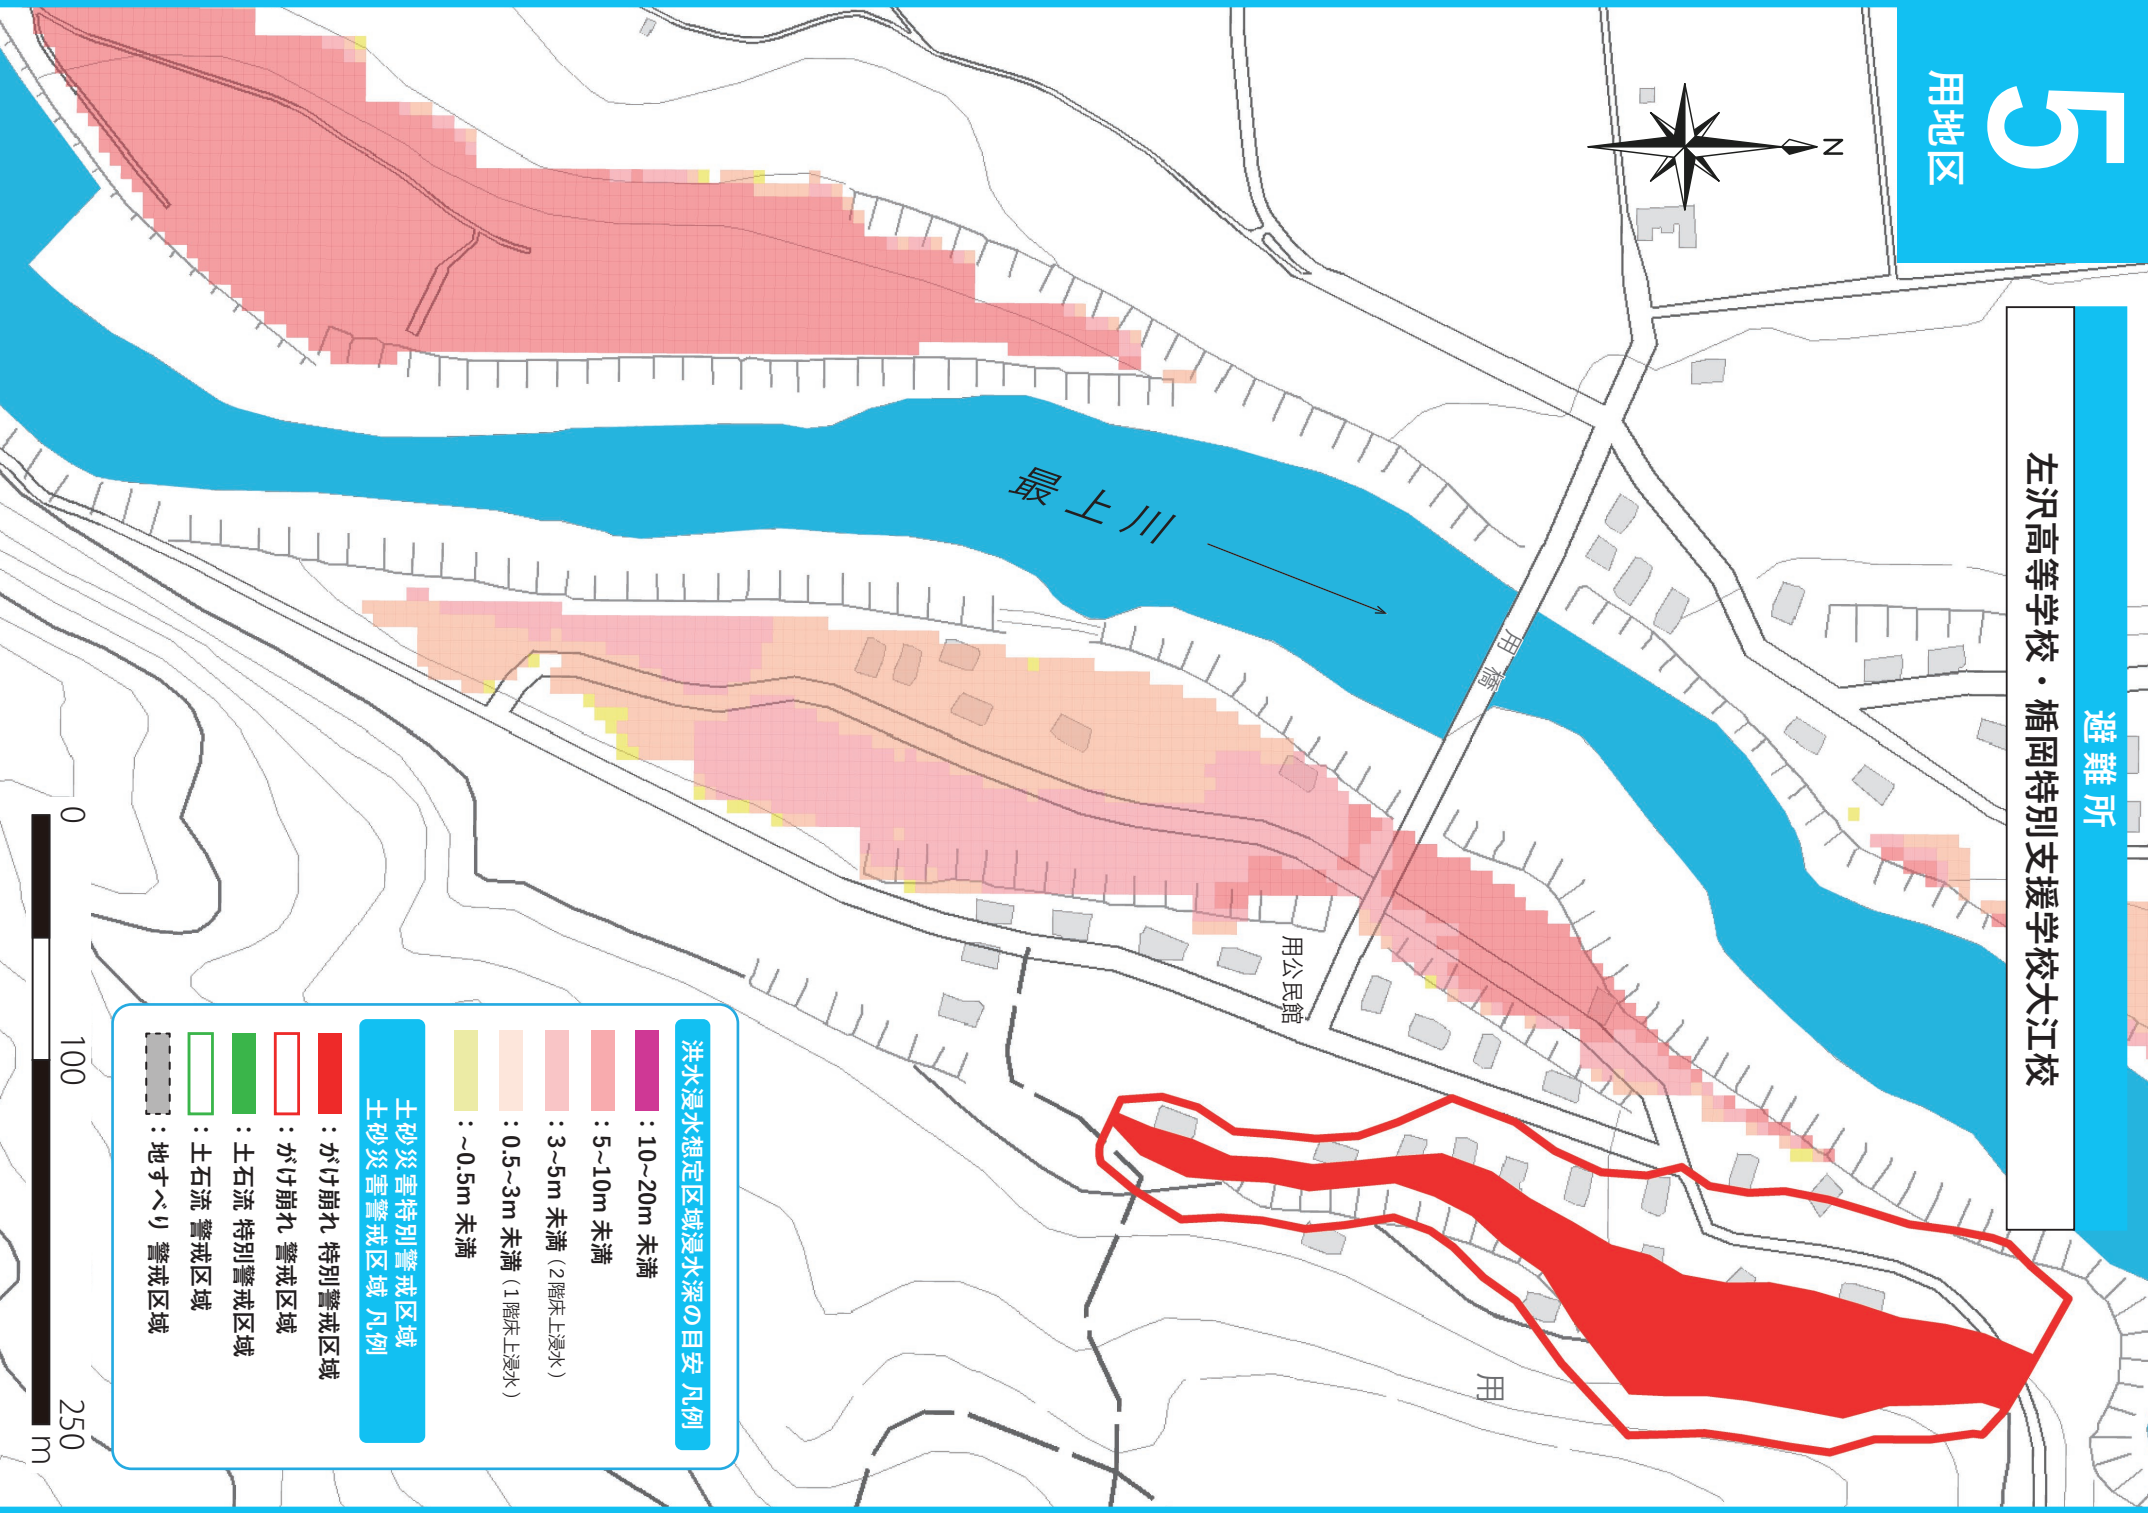 5
用地区
避難所
左沢高等学校・楯岡特別支援学校大江校
N
最上川
用橋
用公民館
用
洪水浸水想定区域浸水深の目安 凡例
：10~20m 未満
：5~10m 未満
：3~5m 未満（2階床上浸水）
：0.5~3m 未満（1階床上浸水）
：~0.5m 未満
土砂災害特別警戒区域
土砂災害警戒区域 凡例
：がけ崩れ 特別警戒区域
：がけ崩れ 警戒区域
：土石流 特別警戒区域
：土石流 警戒区域
：地すべり 警戒区域
0 100 250 m